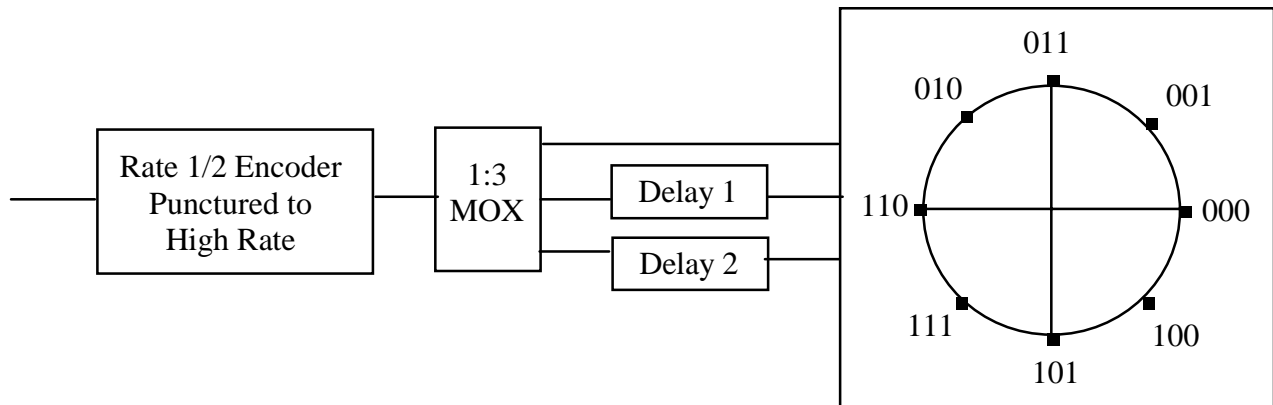 Rate 1/2 Encoder
Punctured to
High Rate
1:3
MOX
Delay 1
Delay 2
011
010
001
110
000
111
100
101